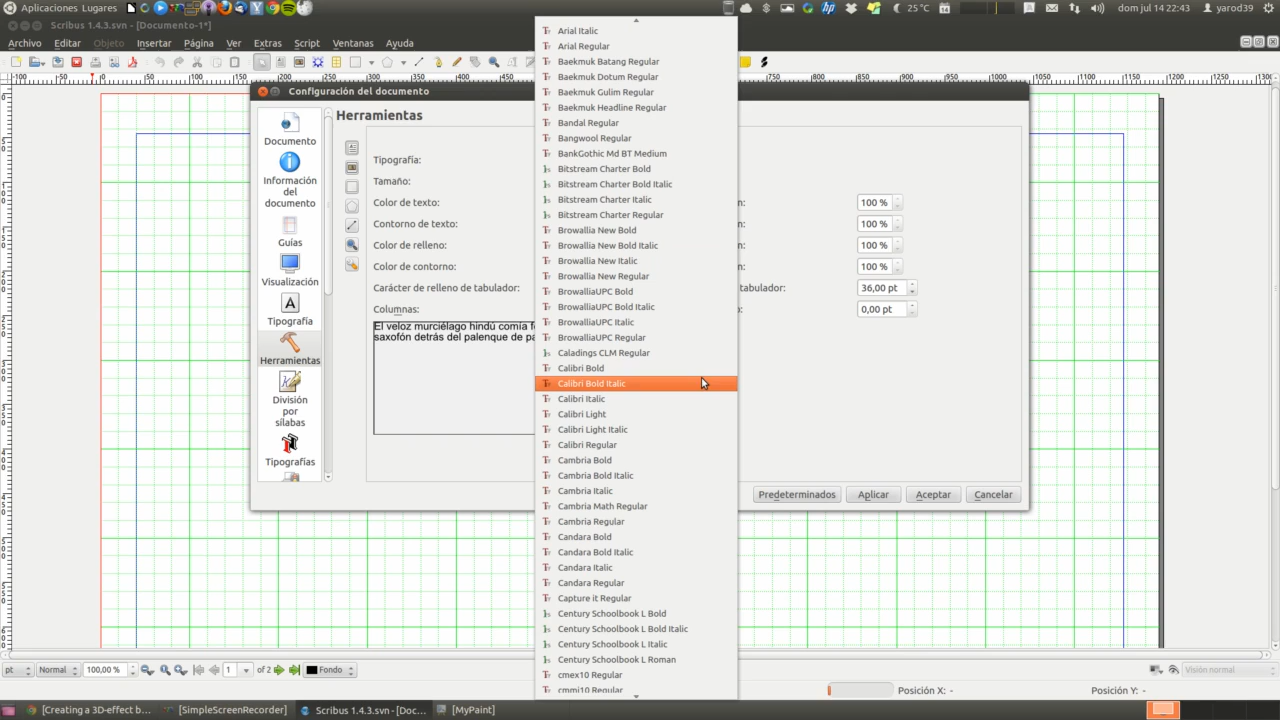 Aplicaciones Lugares
25 °C
dom jul 14 22:43
yarod39
Scribus 1.4.3.svn - [Documento-1*]
Archivo Editar Objeto Insertar Página Ver Extras Script Ventanas Ayuda
Configuración del documento
Herramientas
Documento
Información
del
documento
Guías
Visualización
Tipografía
Herramientas
División
por
sílabas
Tipografías
Tipografía:
Tamaño:
Color de texto:
Contorno de texto:
Color de relleno:
Color de contorno:
Carácter de relleno de tabulador:
Columnas:
El veloz murciélago hindú comía f
saxofón detrás del palenque de pa
Arial Italic
Arial Regular
Baekmuk Batang Regular
Baekmuk Dotum Regular
Baekmuk Gulim Regular
Baekmuk Headline Regular
Bandal Regular
Bangwool Regular
BankGothic Md BT Medium
Bitstream Charter Bold
Bitstream Charter Bold Italic
Bitstream Charter Italic
Bitstream Charter Regular
Browallia New Bold
Browallia New Bold Italic
Browallia New Italic
Browallia New Regular
BrowalliaUPC Bold
BrowalliaUPC Bold Italic
BrowalliaUPC Italic
BrowalliaUPC Regular
Caladings CLM Regular
Calibri Bold
Calibri Bold Italic
Calibri Italic
Calibri Light
Calibri Light Italic
Calibri Regular
Cambria Bold
Cambria Bold Italic
Cambria Italic
Cambria Math Regular
Cambria Regular
Candara Bold
Candara Bold Italic
Candara Italic
Candara Regular
Capture it Regular
Century Schoolbook L Bold
Century Schoolbook L Bold Italic
Century Schoolbook L Italic
Century Schoolbook L Roman
cmex10 Regular
cmmi10 Regular
n: 100 %
n: 100 %
n: 100 %
n: 100 %
tabulador: 36,00 pt
o: 0,00 pt
Predeterminados Aplicar Aceptar Cancelar
pt Normal 100,00 % 1 of 2 Fondo
Visión normal
Posición X: - Posición Y: -
[Creating a 3D-effect b... [SimpleScreenRecorder] Scribus 1.4.3.svn - [Doc... [MyPaint]